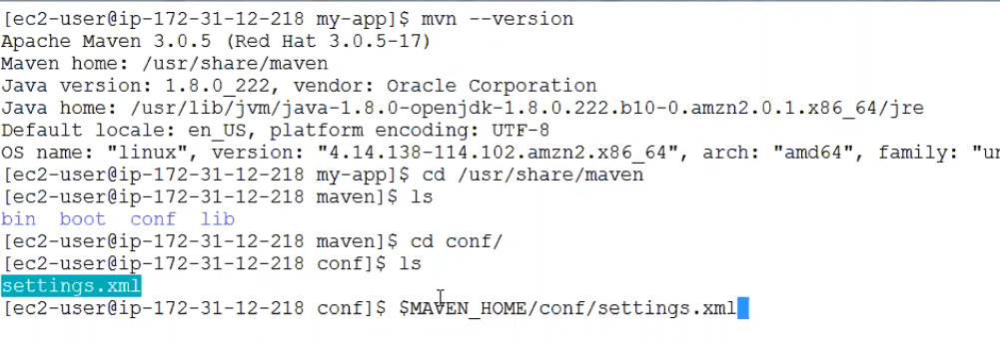 [ec2-user@ip-172-31-12-218 my-app]$ mvn --version
Apache Maven 3.0.5 (Red Hat 3.0.5-17)
Maven home: /usr/share/maven
Java version: 1.8.0_222, vendor: Oracle Corporation
Java home: /usr/lib/jvm/java-1.8.0-openjdk-1.8.0.222.b10-0.amzn2.0.1.x86_64/jre
Default locale: en_US, platform encoding: UTF-8
OS name: "linux", version: "4.14.138-114.102.amzn2.x86_64", arch: "amd64", family:
[ec2-user@ip-172-31-12-218 my-app]$ cd /usr/share/maven
[ec2-user@ip-172-31-12-218 maven]$ ls
bin  boot  conf  lib
[ec2-user@ip-172-31-12-218 maven]$ cd conf/
[ec2-user@ip-172-31-12-218 conf]$ ls
settings.xml
[ec2-user@ip-172-31-12-218 conf]$ $MAVEN_HOME/conf/settings.xml